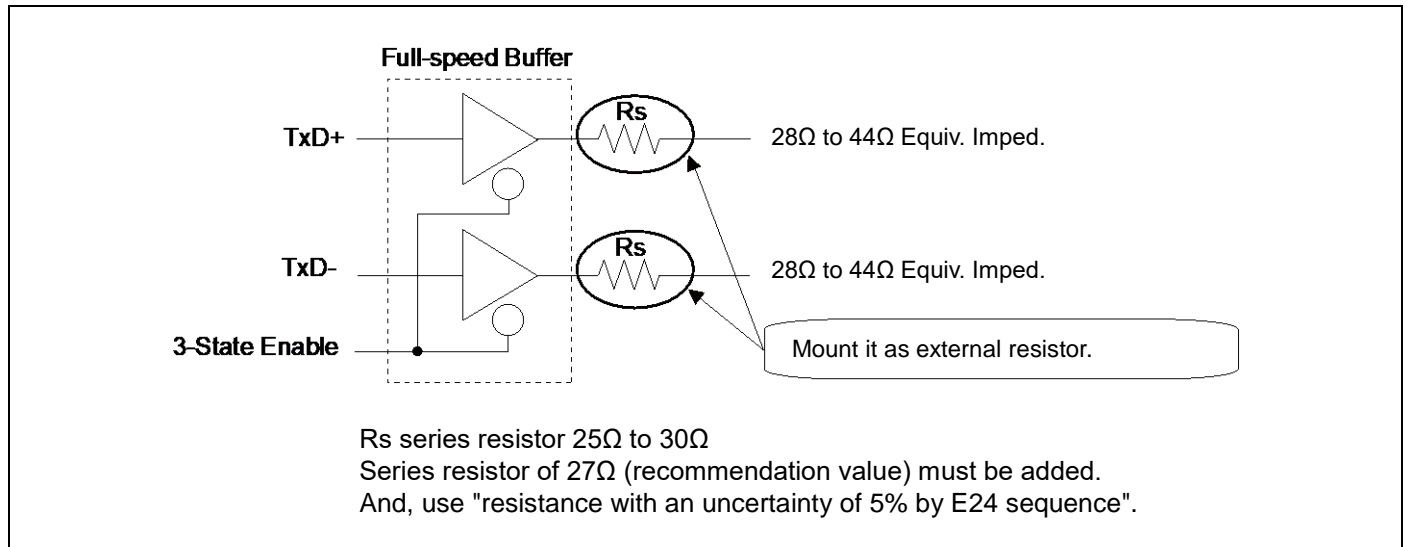 Full-speed Buffer
Rs
TxD+
28Ω to 44Ω Equiv. Imped.
Rs
TxD-
28Ω to 44Ω Equiv. Imped.
3-State Enable
Mount it as external resistor.
Rs series resistor 25Ω to 30Ω
Series resistor of 27Ω (recommendation value) must be added.
And, use "resistance with an uncertainty of 5% by E24 sequence".